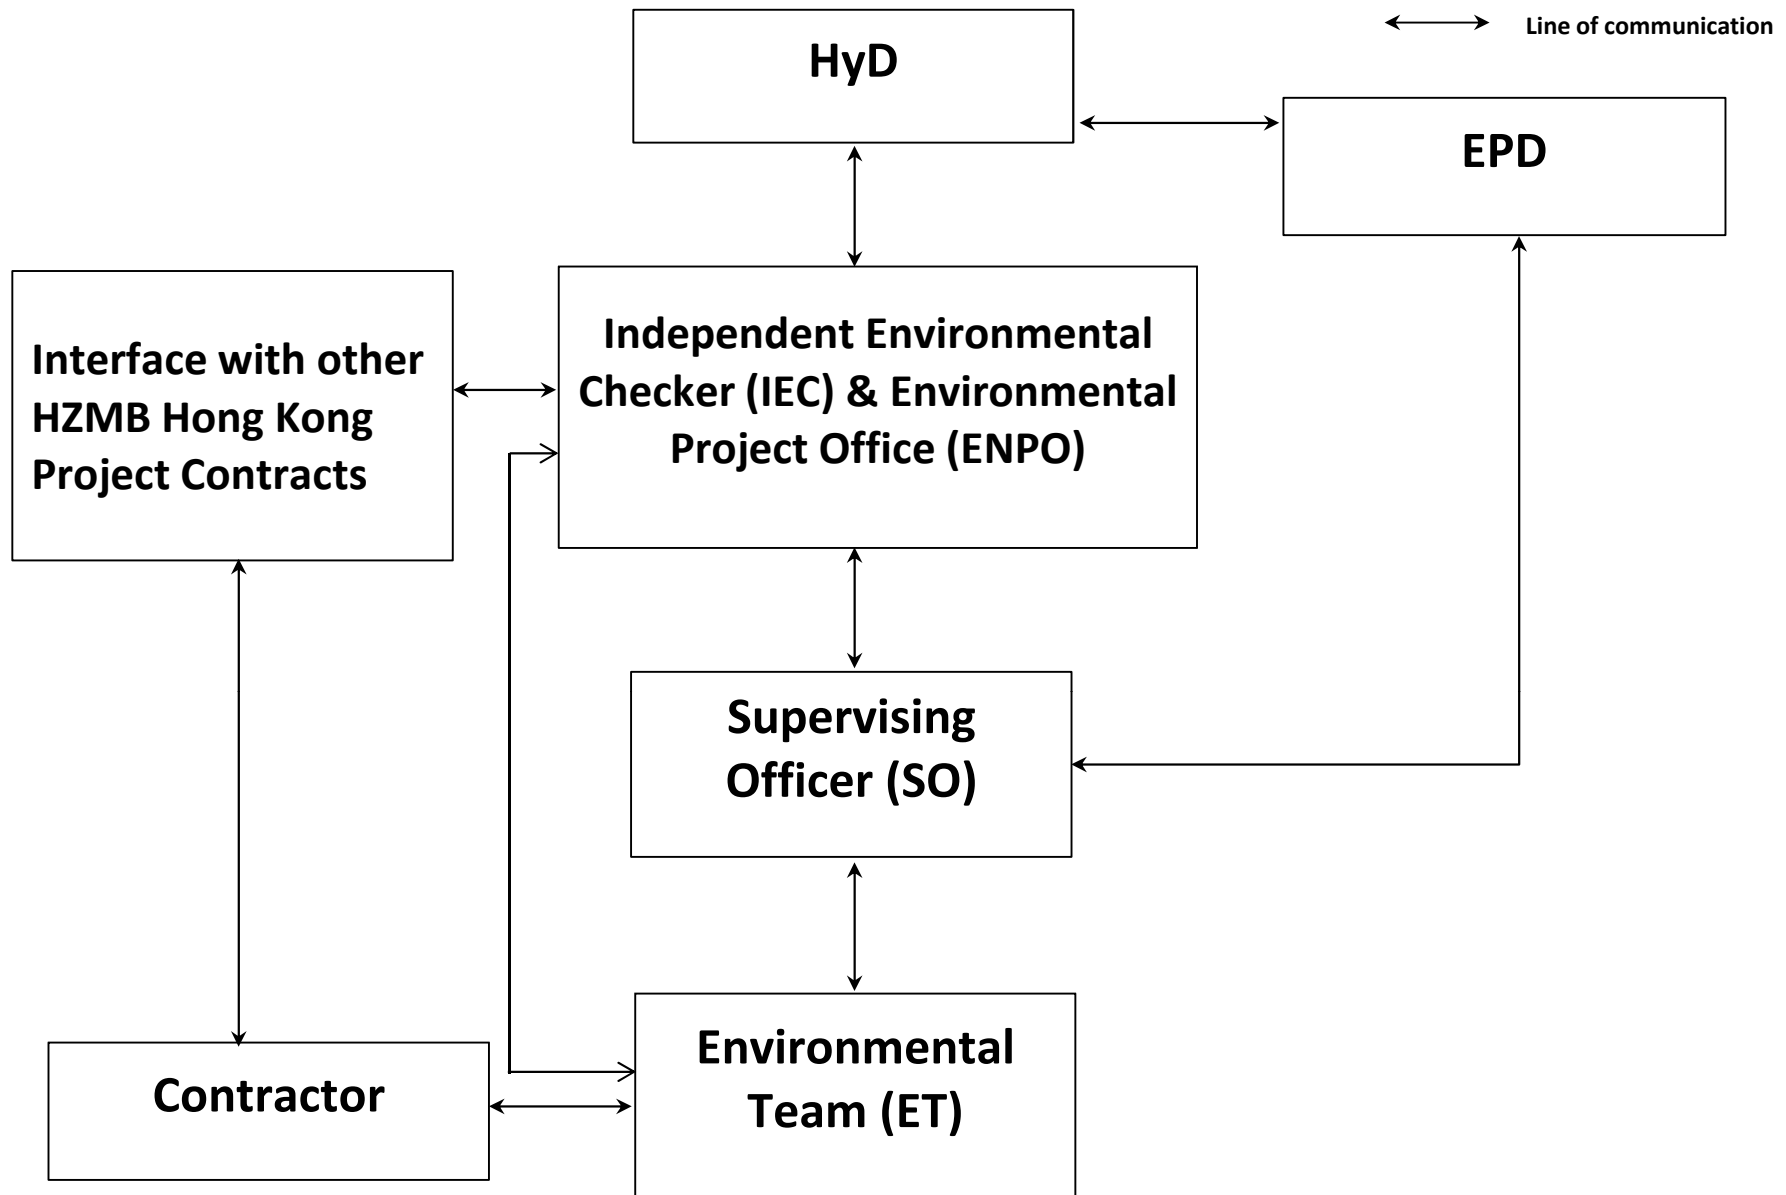 Line of communication
HyD
EPD
Interface with other
HZMB Hong Kong
Project Contracts
Independent Environmental
Checker (IEC) & Environmental
Project Office (ENPO)
Supervising
Officer (SO)
Contractor
Environmental
Team (ET)